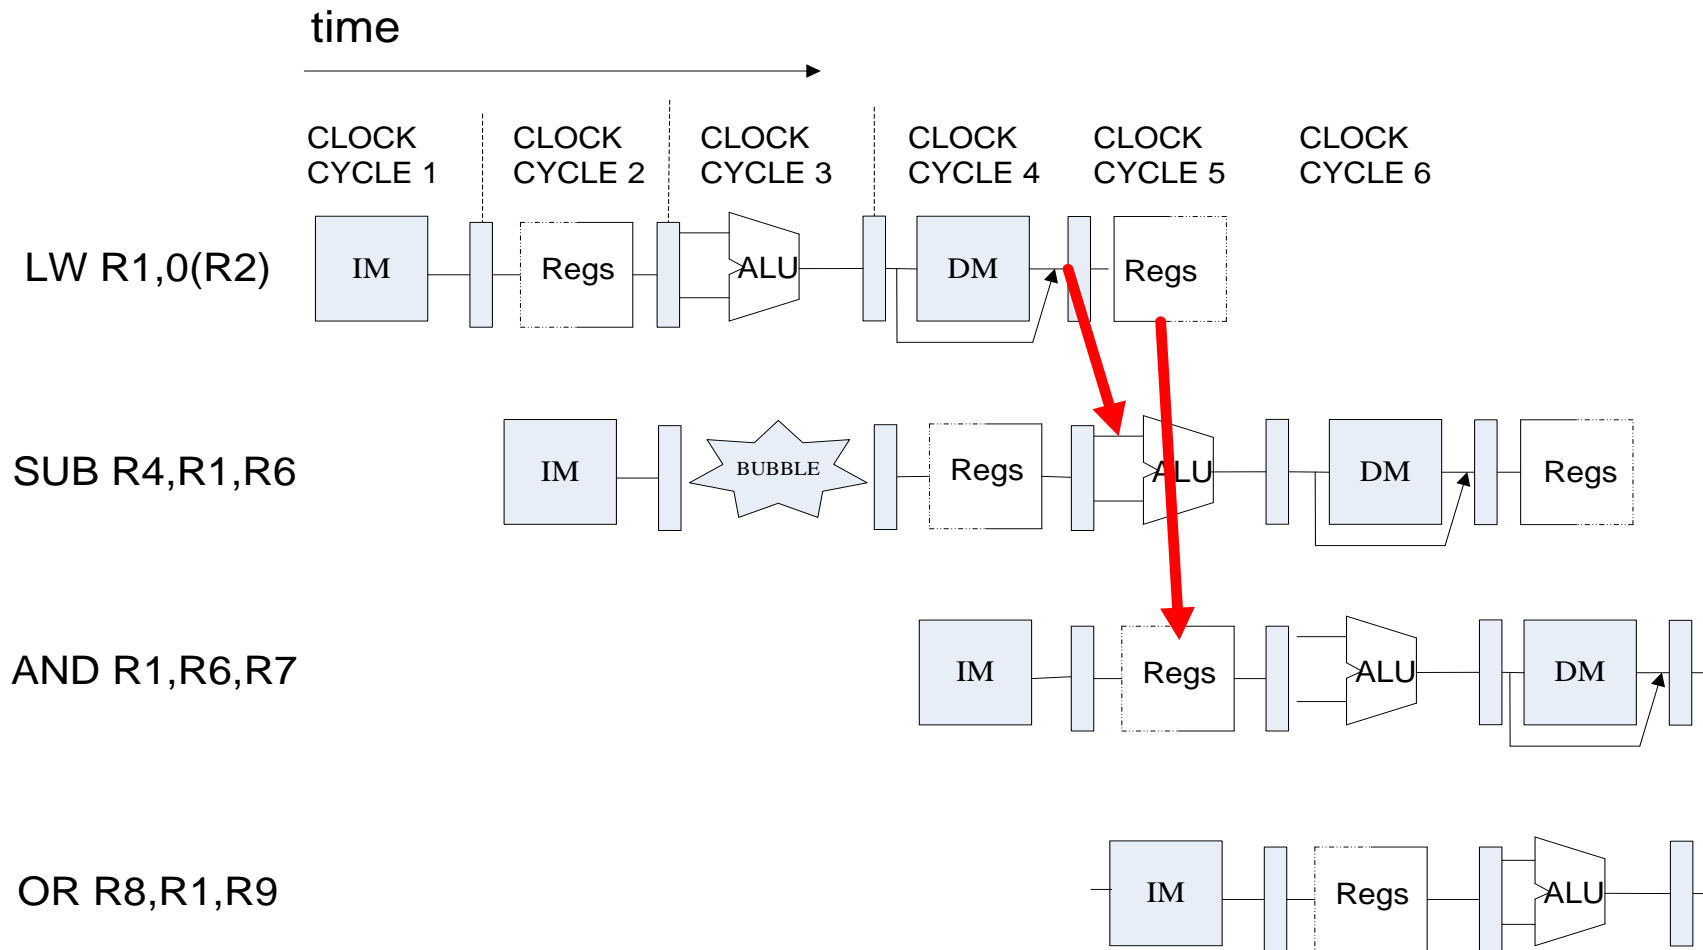 time
CLOCK CYCLE 1
CLOCK CYCLE 2
CLOCK CYCLE 3
CLOCK CYCLE 4
CLOCK CYCLE 5
CLOCK CYCLE 6
LW R1,0(R2)
IM
Regs
ALU
DM
Regs
SUB R4,R1,R6
IM
BUBBLE
Regs
ALU
DM
Regs
AND R1,R6,R7
IM
Regs
ALU
DM
OR R8,R1,R9
IM
Regs
ALU